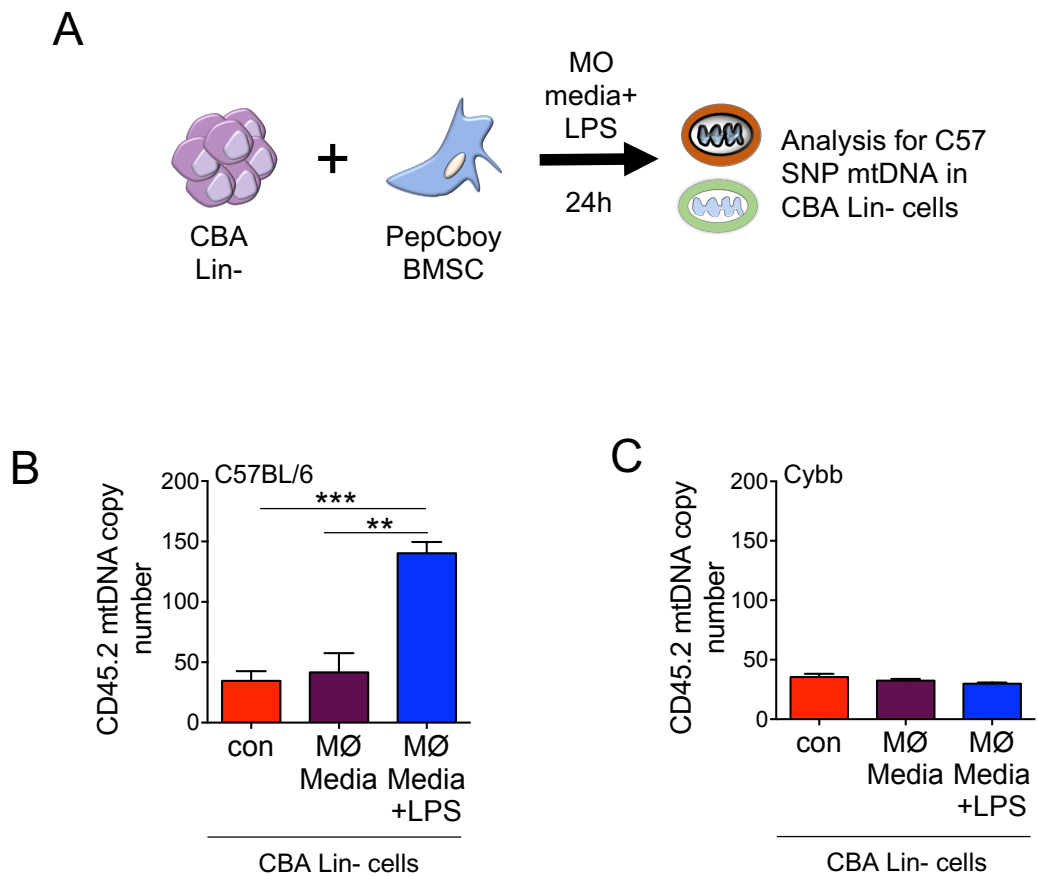 A
CBA
Lin-
+
PepCboy
BMSC
MO
media+
LPS
24h
Analysis for C57
SNP mtDNA in
CBA Lin- cells
B
C57BL/6
CD45.2 mtDNA copy
number
200
150
100
50
0
***
**
con
MØ
Media
MØ
Media
+LPS
CBA Lin- cells
C
Cybb
CD45.2 mtDNA copy
number
200
150
100
50
0
con
MØ
Media
MØ
Media
+LPS
CBA Lin- cells